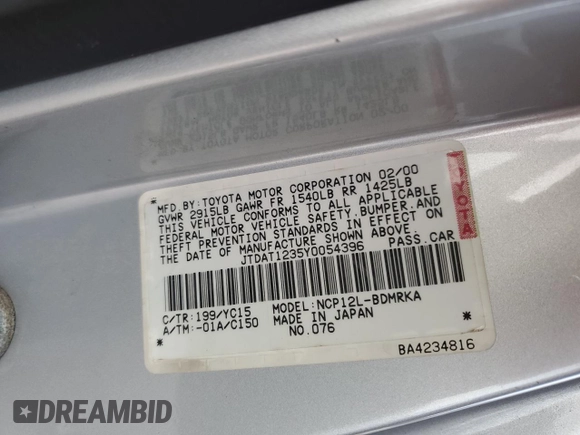 MFD.BY:TOYOTA MOTOR CORPORATION 02/00
GVWR 2915LB GAWR FR 1540LB RR 1425LB
THIS VEHICLE CONFORMS TO ALL APPLICABLE
FEDERAL MOTOR VEHICLE SAFETY,BUMPER,AND
THEFT PREVENTION STANDARDS IN EFFECT ON
THE DATE OF MANUFACTURE SHOWN ABOVE.
JTDAT1235Y0054396 PASS.CAR
TOYOTA
C/TR:199/YC15 MODEL:NCP12L-BDMRKA
A/TM:-01A/C150 MADE IN JAPAN
NO.076
BA4234816
DREAMBID